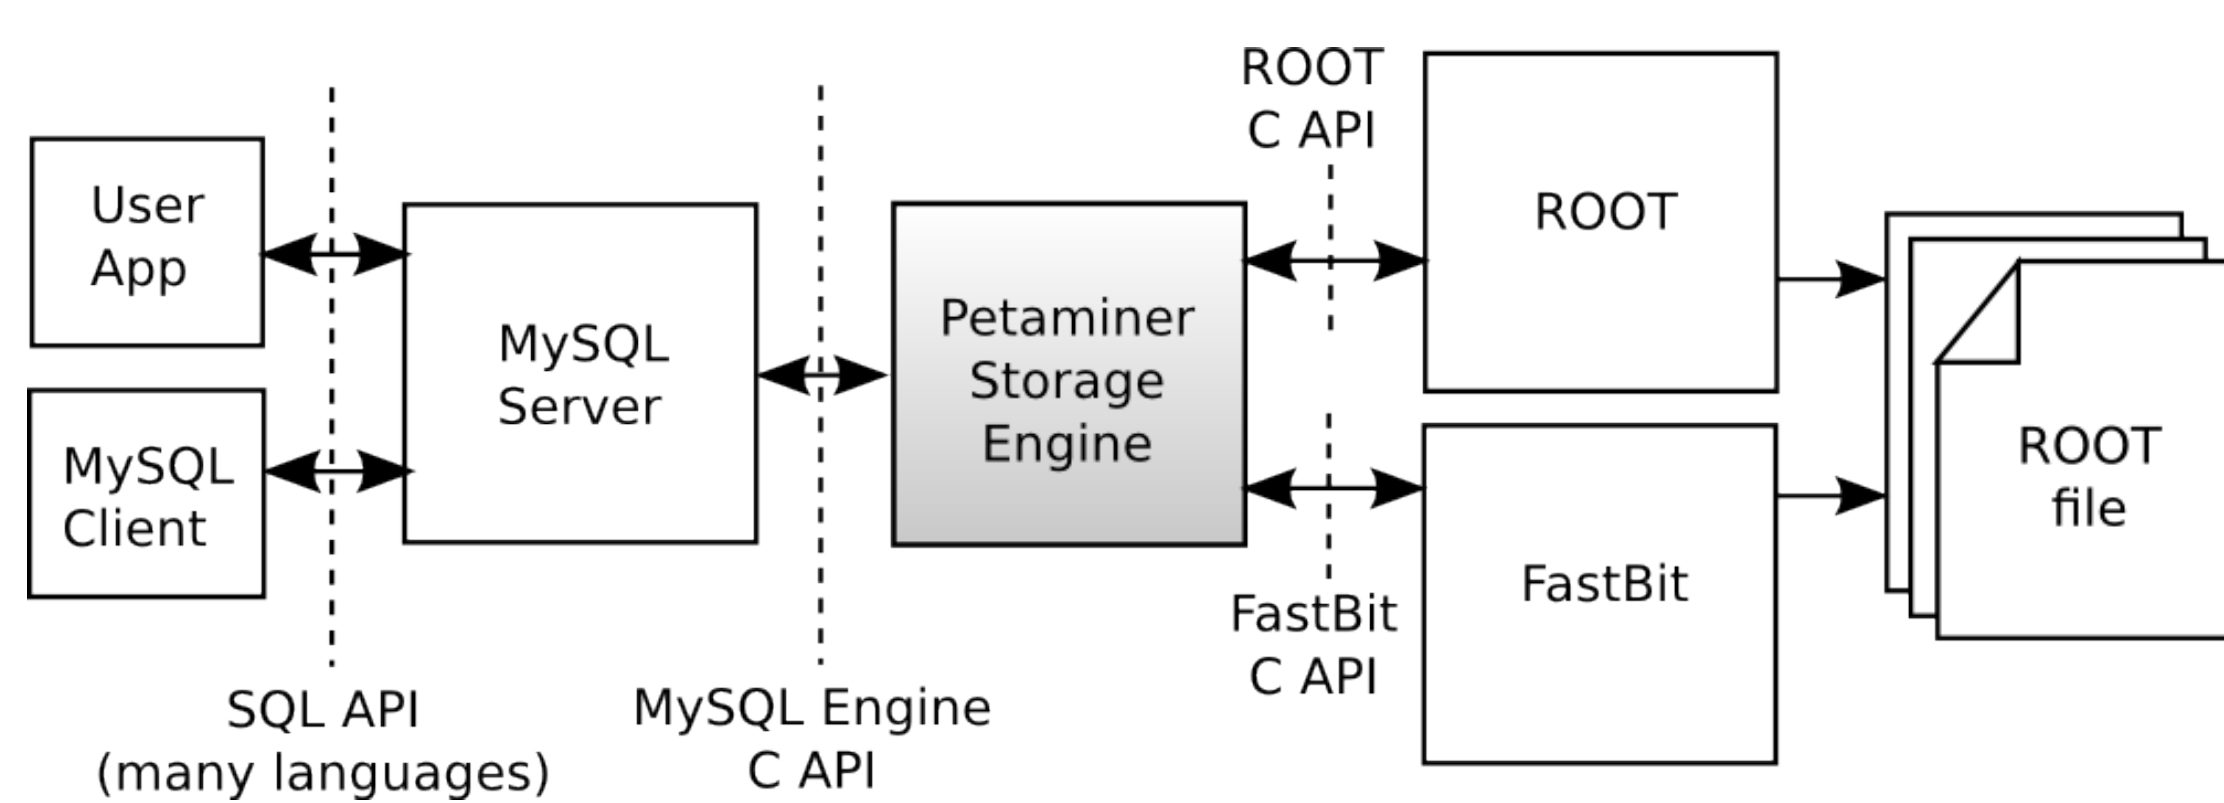 User
App
MySQL
Client
SQL API
(many languages)
MySQL
Server
MySQL Engine
C API
Petaminer
Storage
Engine
ROOT
C API
FastBit
C API
ROOT
FastBit
ROOT
file